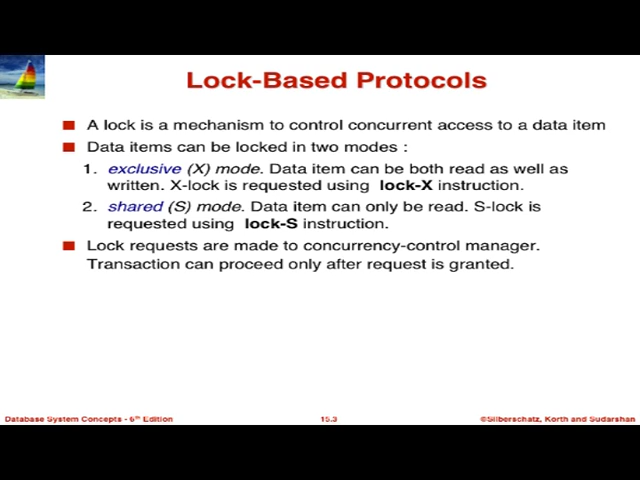 Lock-Based Protocols
A lock is a mechanism to control concurrent access to a data item
Data items can be locked in two modes :
1. exclusive (X) mode. Data item can be both read as well as
written. X-lock is requested using lock-X instruction.
2. shared (S) mode. Data item can only be read. S-lock is
requested using lock-S instruction.
Lock requests are made to concurrency-control manager.
Transaction can proceed only after request is granted.
Database System Concepts - 6th Edition 15.3 ©Silberschatz, Korth and Sudarshan